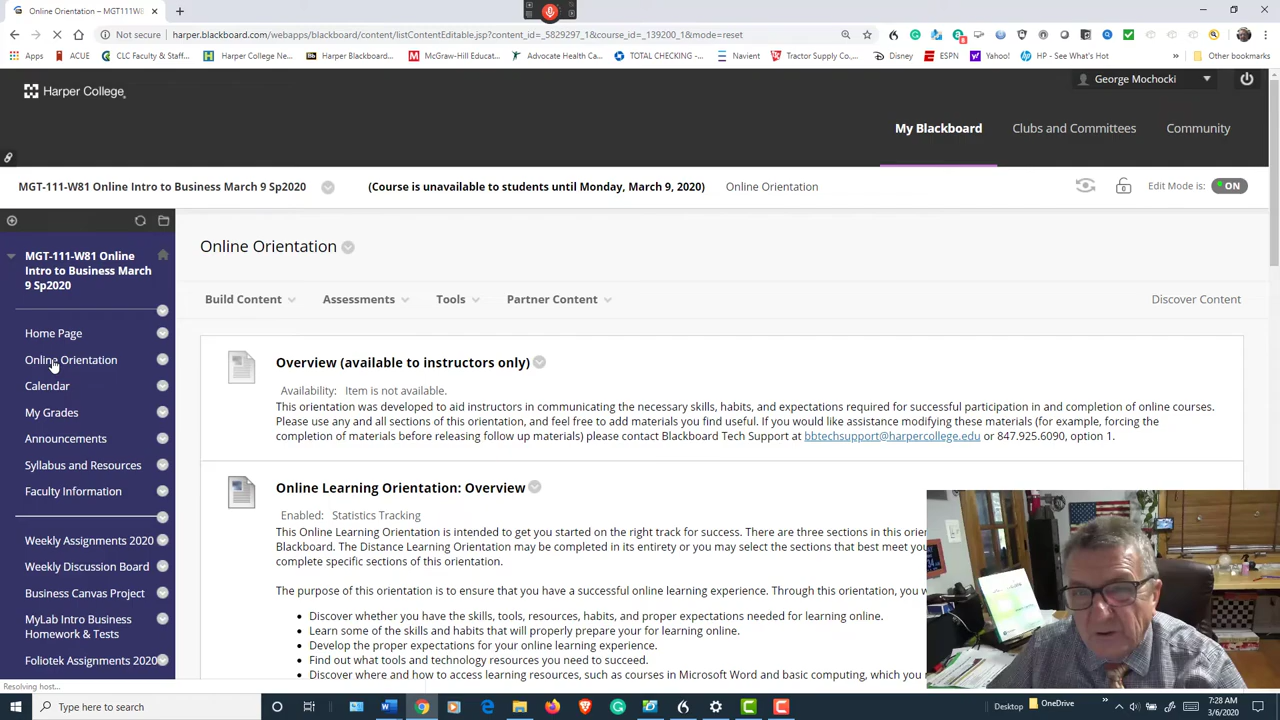 Online Orientation – MGT111W8
Not secure
harper.blackboard.com/webapps/blackboard/content/listContentEditable.jsp?content_id=_5829297_1&course_id=_139200_1&mode=reset
Apps
ACUE
CLC Faculty & Staff...
Harper College Ne...
Harper Blackboard...
McGraw-Hill Educat...
Advocate Health Ca...
TOTAL CHECKING -...
Navient
Tractor Supply Co.,...
Disney
ESPN
Yahoo!
HP - See What's Hot
»
Other bookmarks
Harper College
George Mochocki
My Blackboard
Clubs and Committees
Community
MGT-111-W81 Online Intro to Business March 9 Sp2020
(Course is unavailable to students until Monday, March 9, 2020)
Online Orientation
Edit Mode is:
ON
MGT-111-W81 Online
Intro to Business March
9 Sp2020
Home Page
Online Orientation
Calendar
My Grades
Announcements
Syllabus and Resources
Faculty Information
Weekly Assignments 2020
Weekly Discussion Board
Business Canvas Project
MyLab Intro Business
Homework & Tests
Foliotek Assignments 2020
Resolving host...
Online Orientation
Build Content
Assessments
Tools
Partner Content
Discover Content
Overview (available to instructors only)
Availability: Item is not available.
This orientation was developed to aid instructors in communicating the necessary skills, habits, and expectations required for successful participation in and completion of online courses.
Please use any and all sections of this orientation, and feel free to add materials you find useful. If you would like assistance modifying these materials (for example, forcing the
completion of materials before releasing follow up materials) please contact Blackboard Tech Support at bbtechsupport@harpercollege.edu or 847.925.6090, option 1.
Online Learning Orientation: Overview
Enabled: Statistics Tracking
This Online Learning Orientation is intended to get you started on the right track for success. There are three sections in this orie
Blackboard. The Distance Learning Orientation may be completed in its entirety or you may select the sections that best meet you
complete specific sections of this orientation.
The purpose of this orientation is to ensure that you have a successful online learning experience. Through this orientation, you w
• Discover whether you have the skills, tools, resources, habits, and proper expectations needed for learning online.
• Learn some of the skills and habits that will properly prepare your for learning online.
• Develop the proper expectations for your online learning experience.
• Find out what tools and technology resources you need to succeed.
• Discover where and how to access learning resources, such as courses in Microsoft Word and basic computing, which you
Type here to search
Desktop
OneDrive
»
7:28 AM
3/6/2020